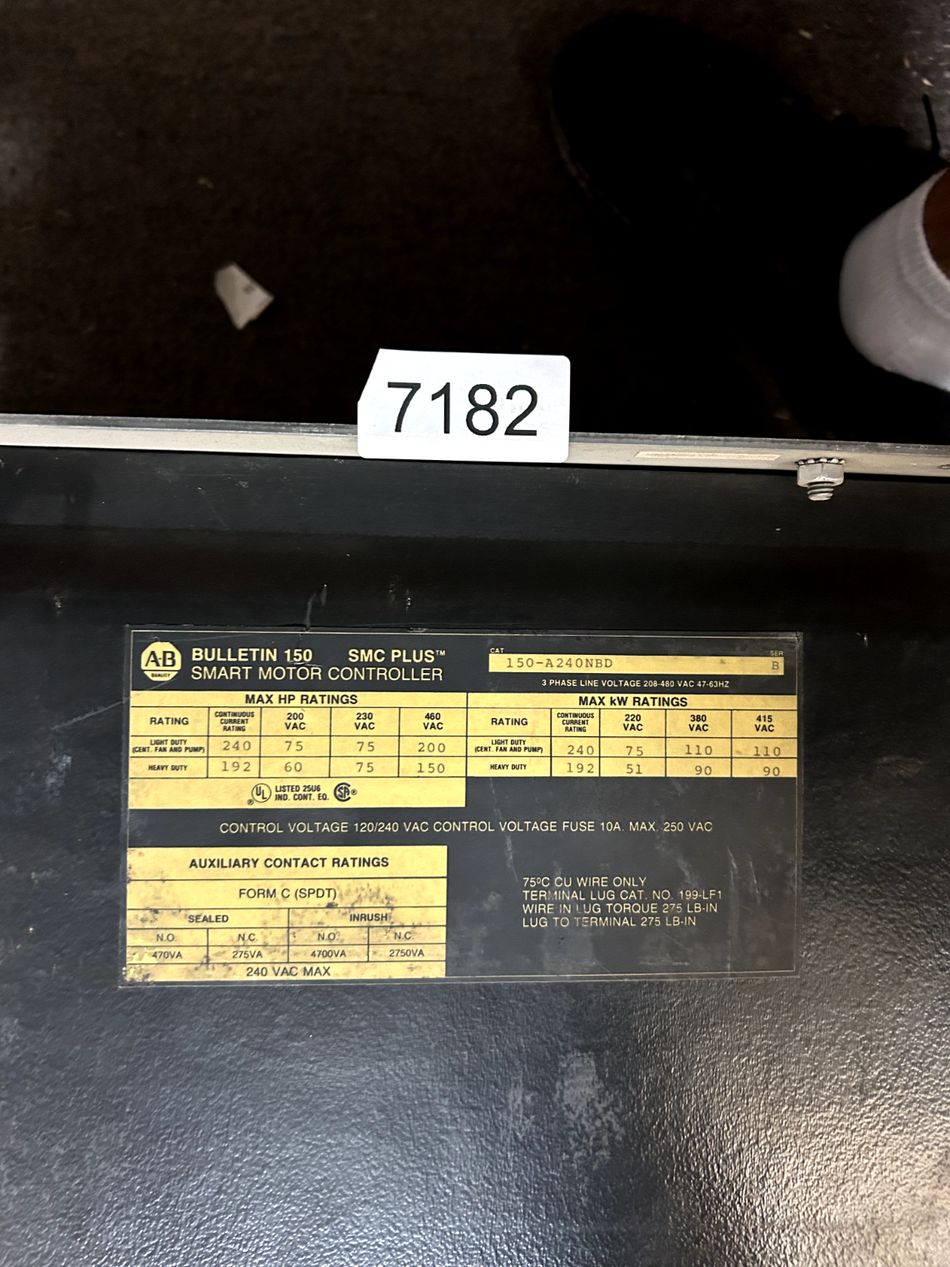 7182
A-B
QUALITY
BULLETIN 150 SMC PLUS™
SMART MOTOR CONTROLLER
CAT
SER
150-A240NBD B
3 PHASE LINE VOLTAGE 208-480 VAC 47-63HZ
MAX HP RATINGS
RATING CONTINUOUS CURRENT RATING 200 VAC 230 VAC 460 VAC
LIGHT DUTY (CENT. FAN AND PUMP) 240 75 75 200
HEAVY DUTY 192 60 75 150
MAX kW RATINGS
RATING CONTINUOUS CURRENT RATING 220 VAC 380 VAC 415 VAC
LIGHT DUTY (CENT. FAN AND PUMP) 240 75 110 110
HEAVY DUTY 192 51 90 90
UL ® LISTED 25U6
IND. CONT. EQ. SA ®
CONTROL VOLTAGE 120/240 VAC CONTROL VOLTAGE FUSE 10A. MAX. 250 VAC
AUXILIARY CONTACT RATINGS
FORM C (SPDT)
SEALED INRUSH
N.O. N.C. N.O. N.C.
470VA 275VA 4700VA 2750VA
240 VAC MAX
75ºC CU WIRE ONLY
TERMINAL LUG CAT. NO. 199-LF1
WIRE IN LUG TORQUE 275 LB-IN
LUG TO TERMINAL 275 LB-IN